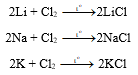 2Li + Cl₂ —t°→ 2LiCl
2Na + Cl₂ —t°→ 2NaCl
2K + Cl₂ —t°→ 2KCl